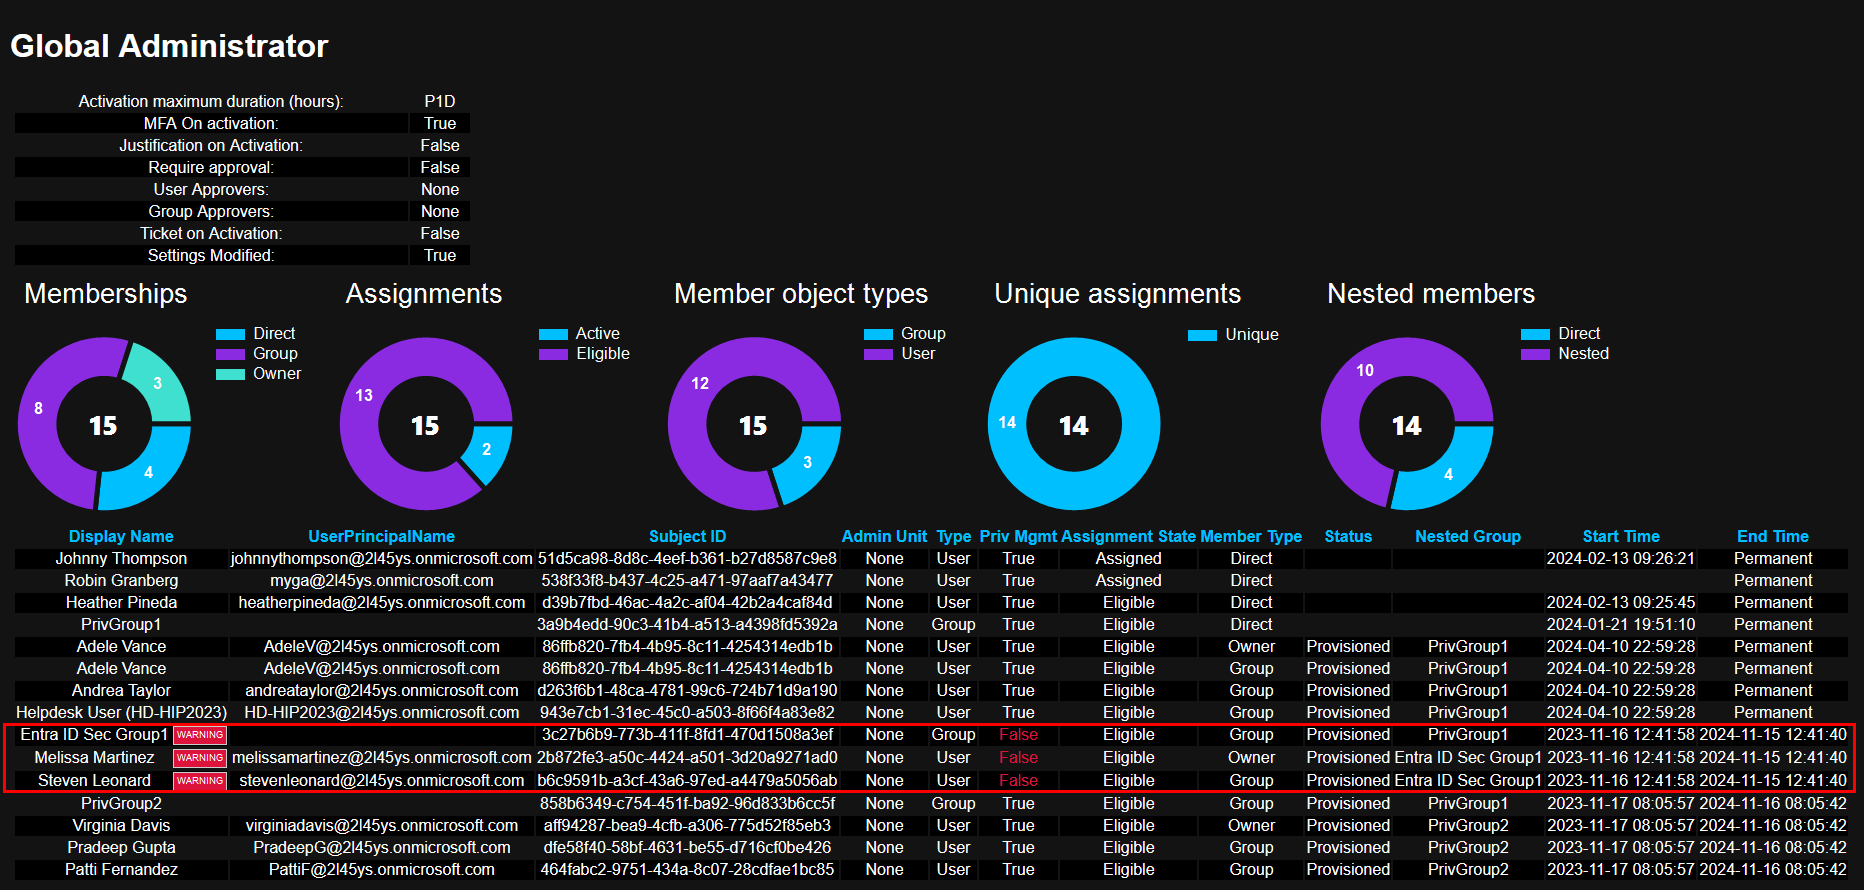 Global Administrator
Activation maximum duration (hours): P1D
MFA On activation: True
Justification on Activation: False
Require approval: False
User Approvers: None
Group Approvers: None
Ticket on Activation: False
Settings Modified: True
Memberships
Direct
Group
Owner
8
3
4
15
Assignments
Active
Eligible
13
2
15
Member object types
Group
User
12
3
15
Unique assignments
Unique
14
14
Nested members
Direct
Nested
10
4
14
Display Name UserPrincipalName Subject ID Admin Unit Type Priv Mgmt Assignment State Member Type Status Nested Group Start Time End Time
Johnny Thompson johnnythompson@2l45ys.onmicrosoft.com 51d5ca98-8d8c-4eef-b361-b27d8587c9e8 None User True Assigned Direct 2024-02-13 09:26:21 Permanent
Robin Granberg myga@2l45ys.onmicrosoft.com 538f33f8-b437-4c25-a471-97aaf7a43477 None User True Assigned Direct Permanent
Heather Pineda heatherpineda@2l45ys.onmicrosoft.com d39b7fbd-46ac-4a2c-af04-42b2a4caf84d None User True Eligible Direct 2024-02-13 09:25:45 Permanent
PrivGroup1 3a9b4edd-90c3-41b4-a513-a4398fd5392a None Group True Eligible Direct 2024-01-21 19:51:10 Permanent
Adele Vance AdeleV@2l45ys.onmicrosoft.com 86ffb820-7fb4-4b95-8c11-4254314edb1b None User True Eligible Owner Provisioned PrivGroup1 2024-04-10 22:59:28 Permanent
Adele Vance AdeleV@2l45ys.onmicrosoft.com 86ffb820-7fb4-4b95-8c11-4254314edb1b None User True Eligible Group Provisioned PrivGroup1 2024-04-10 22:59:28 Permanent
Andrea Taylor andreataylor@2l45ys.onmicrosoft.com d263f6b1-48ca-4781-99c6-724b71d9a190 None User True Eligible Group Provisioned PrivGroup1 2024-04-10 22:59:28 Permanent
Helpdesk User (HD-HIP2023) HD-HIP2023@2l45ys.onmicrosoft.com 943e7cb1-31ec-45c0-a503-8f66f4a83e82 None User True Eligible Group Provisioned PrivGroup1 2024-04-10 22:59:28 Permanent
Entra ID Sec Group1 WARNING 3c27b6b9-773b-411f-8fd1-470d1508a3ef None Group False Eligible Group Provisioned PrivGroup1 2023-11-16 12:41:58 2024-11-15 12:41:40
Melissa Martinez WARNING melissamartinez@2l45ys.onmicrosoft.com 2b872fe3-a50c-4424-a501-3d20a9271ad0 None User False Eligible Owner Provisioned Entra ID Sec Group1 2023-11-16 12:41:58 2024-11-15 12:41:40
Steven Leonard WARNING stevenleonard@2l45ys.onmicrosoft.com b6c9591b-a3cf-43a6-97ed-a4479a5056ab None User False Eligible Group Provisioned Entra ID Sec Group1 2023-11-16 12:41:58 2024-11-15 12:41:40
PrivGroup2 858b6349-c754-451f-ba92-96d833b6cc5f None Group True Eligible Group Provisioned PrivGroup1 2023-11-17 08:05:57 2024-11-16 08:05:42
Virginia Davis virginiadavis@2l45ys.onmicrosoft.com aff94287-bea9-4cfb-a306-775d52f85eb3 None User True Eligible Owner Provisioned PrivGroup2 2023-11-17 08:05:57 2024-11-16 08:05:42
Pradeep Gupta PradeepG@2l45ys.onmicrosoft.com dfe58f40-58bf-4631-be55-d716cf0be426 None User True Eligible Group Provisioned PrivGroup2 2023-11-17 08:05:57 2024-11-16 08:05:42
Patti Fernandez PattiF@2l45ys.onmicrosoft.com 464fabc2-9751-434a-8c07-28cdfae1bc85 None User True Eligible Group Provisioned PrivGroup2 2023-11-17 08:05:57 2024-11-16 08:05:42